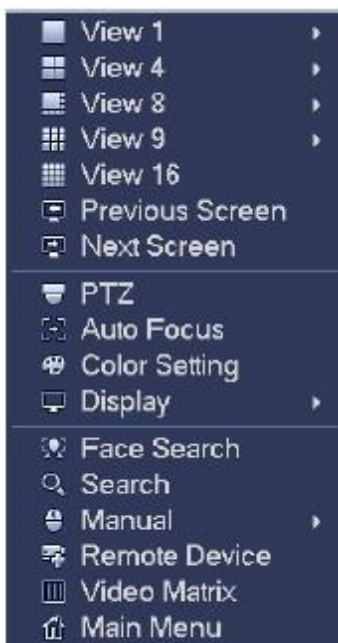 View 1
View 4
View 8
View 9
View 16
Previous Screen
Next Screen
PTZ
Auto Focus
Color Setting
Display
Face Search
Search
Manual
Remote Device
Video Matrix
Main Menu